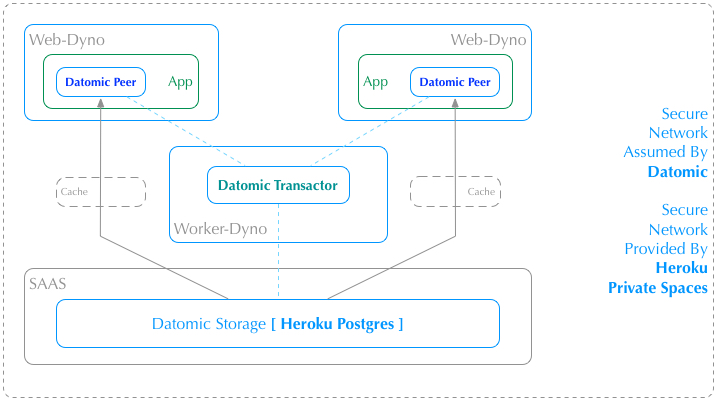 Web-Dyno
Datomic Peer
App
Web-Dyno
App
Datomic Peer
Secure
Network
Assumed By
Datomic
Cache
Datomic Transactor
Worker-Dyno
Cache
Secure
Network
Provided By
Heroku
Private Spaces
SAAS
Datomic Storage [ Heroku Postgres ]